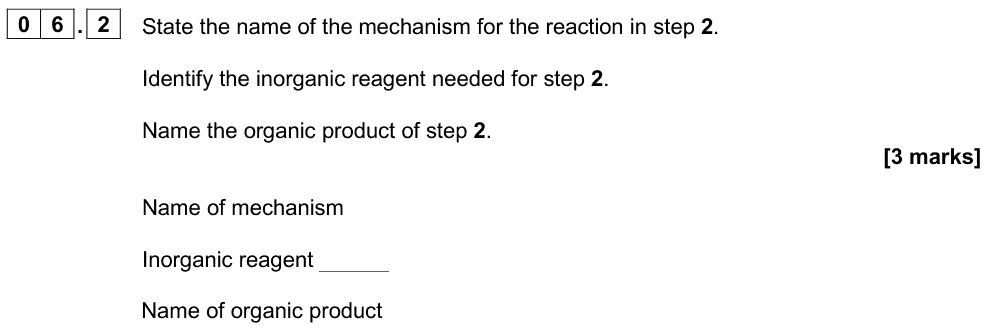 0 6 . 2 State the name of the mechanism for the reaction in step 2.
Identify the inorganic reagent needed for step 2.
Name the organic product of step 2.
[3 marks]
Name of mechanism
Inorganic reagent ______
Name of organic product